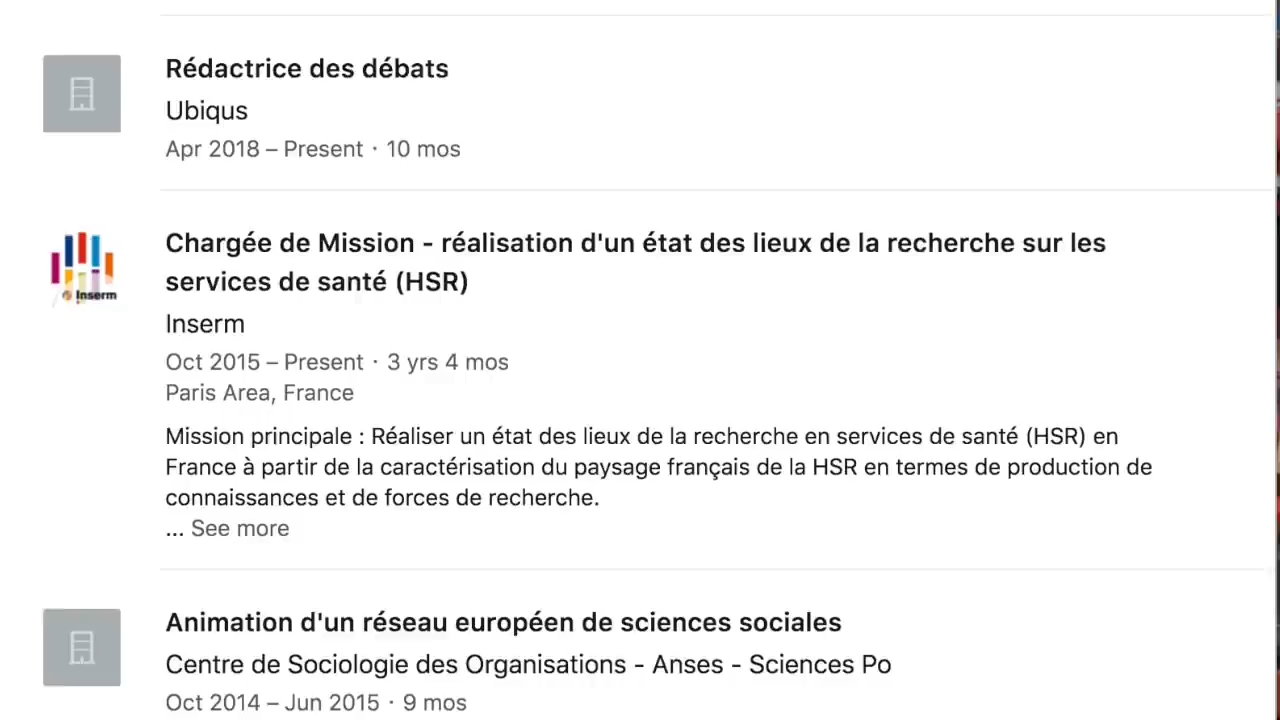 Rédactrice des débats
Ubiqus
Apr 2018 – Present · 10 mos
Inserm
Chargée de Mission - réalisation d'un état des lieux de la recherche sur les
services de santé (HSR)
Inserm
Oct 2015 – Present · 3 yrs 4 mos
Paris Area, France
Mission principale : Réaliser un état des lieux de la recherche en services de santé (HSR) en
France à partir de la caractérisation du paysage français de la HSR en termes de production de
connaissances et de forces de recherche.
... See more
Animation d'un réseau européen de sciences sociales
Centre de Sociologie des Organisations - Anses - Sciences Po
Oct 2014 – Jun 2015 · 9 mos